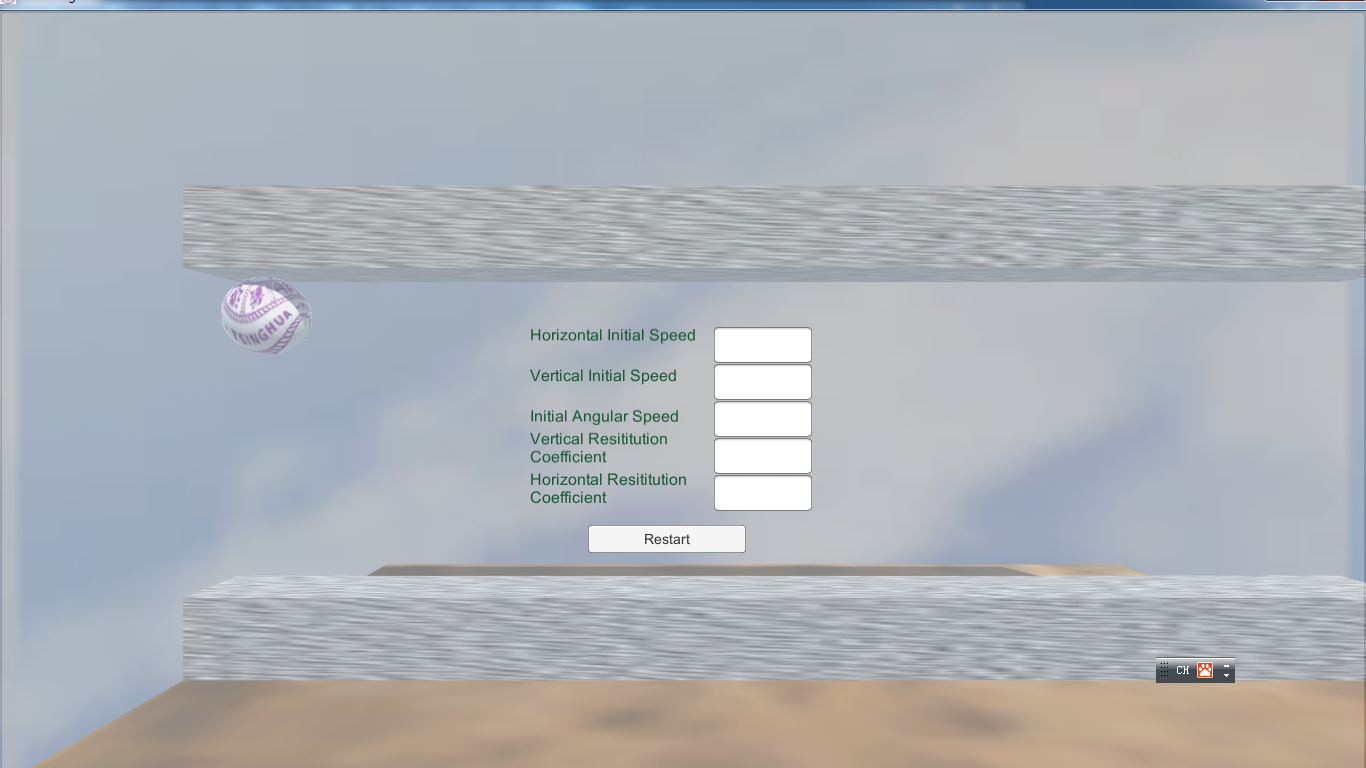 TSINGHUA
Horizontal Initial Speed
Vertical Initial Speed
Initial Angular Speed
Vertical Resititution
Coefficient
Horizontal Resititution
Coefficient
Restart
CH